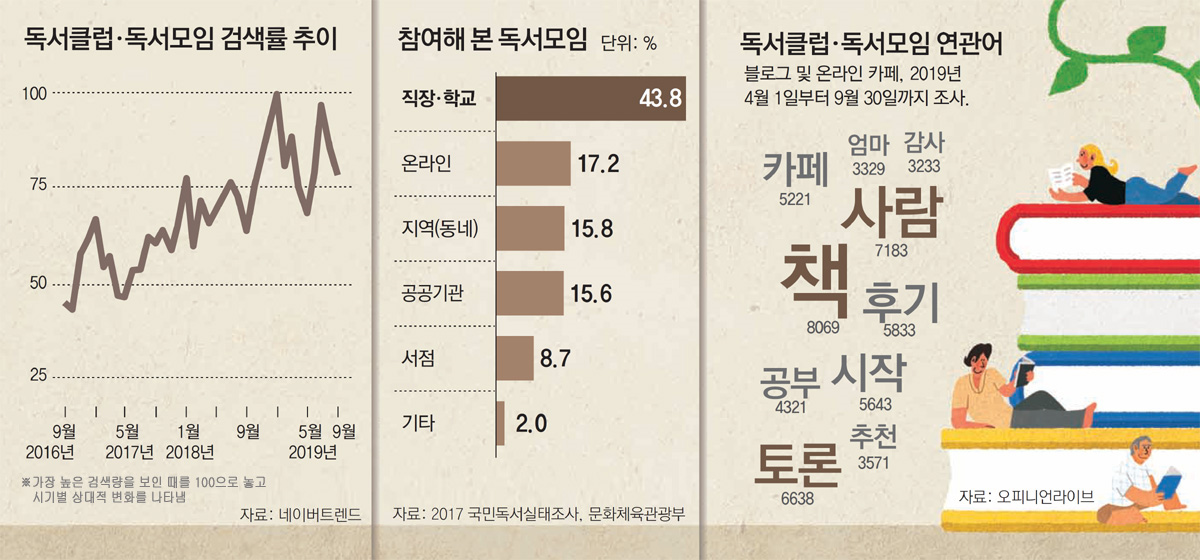 독서클럽·독서모임 검색률 추이
100
75
50
25
9월 5월 1월 9월 5월 9월
2016년 2017년 2018년 2019년
※가장 높은 검색량을 보인 때를 100으로 놓고
시기별 상대적 변화를 나타냄
자료: 네이버트렌드
참여해 본 독서모임 단위: %
직장·학교 43.8
온라인 17.2
지역(동네) 15.8
공공기관 15.6
서점 8.7
기타 2.0
자료: 2017 국민독서실태조사, 문화체육관광부
독서클럽·독서모임 연관어
블로그 및 온라인 카페, 2019년
4월 1일부터 9월 30일까지 조사.
카페
5221
엄마
3329
감사
3233
사람
7183
책
8069
후기
5833
공부
4321
시작
5643
토론
6638
추천
3571
자료: 오피니언라이브